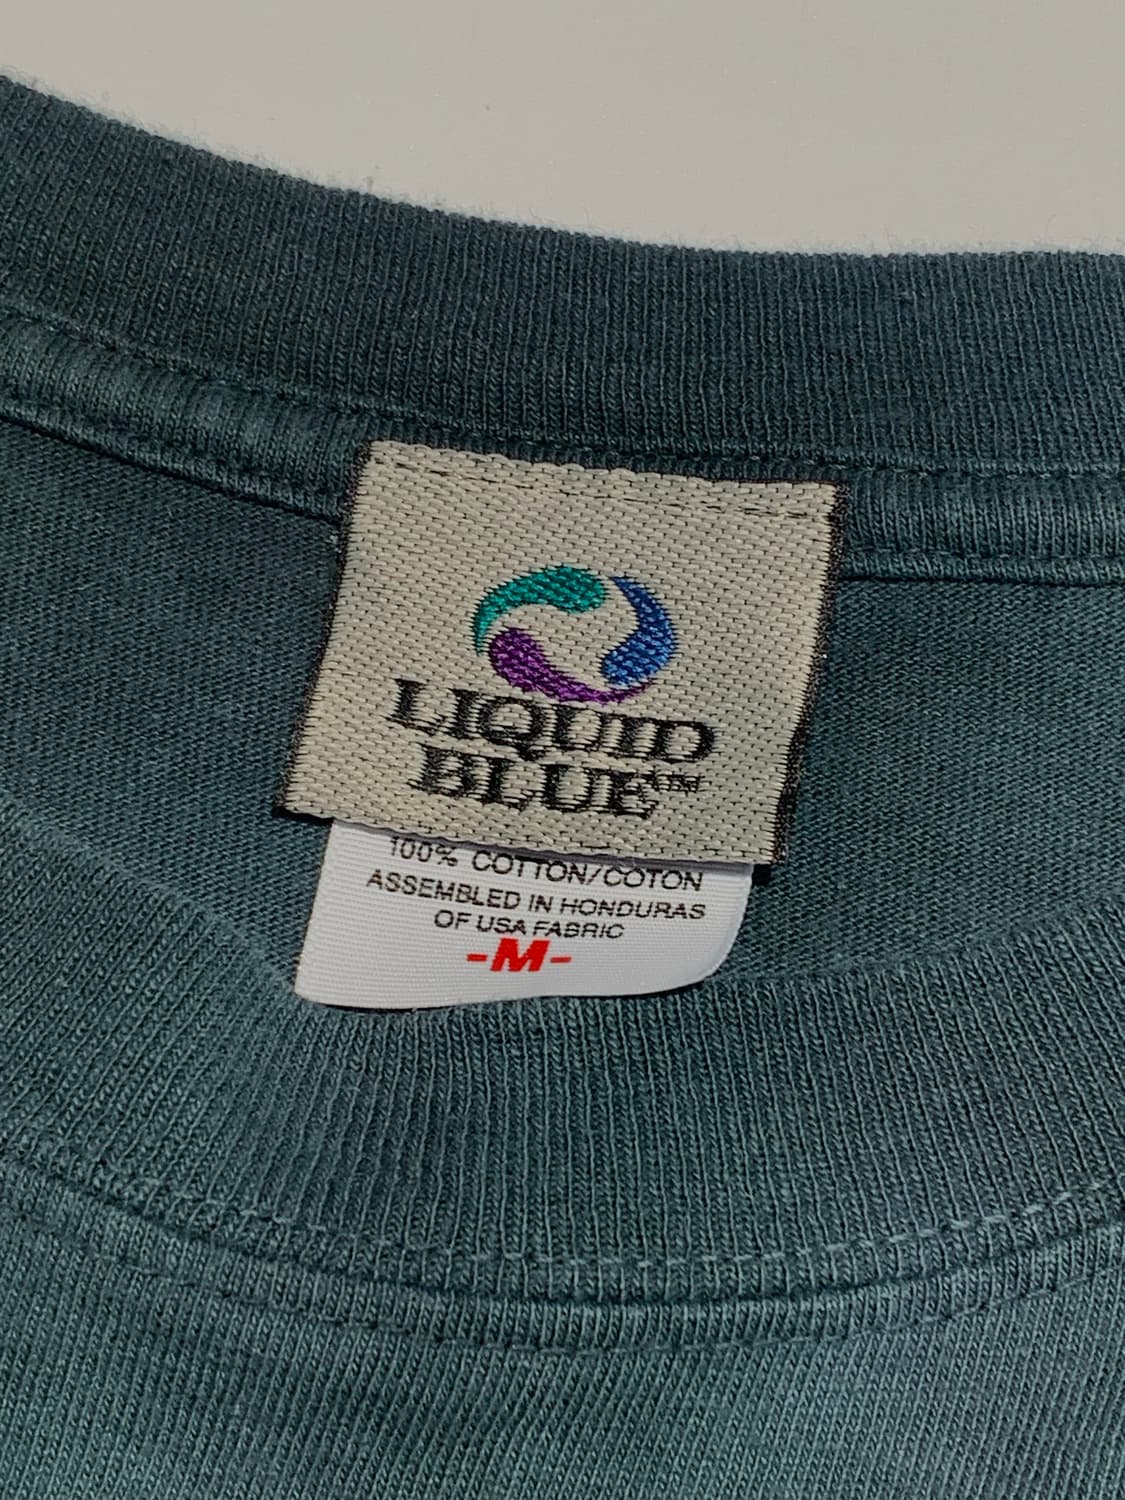 LIQUID
BLUE™
100% COTTON/COTON
ASSEMBLED IN HONDURAS
OF USA FABRIC
-M-